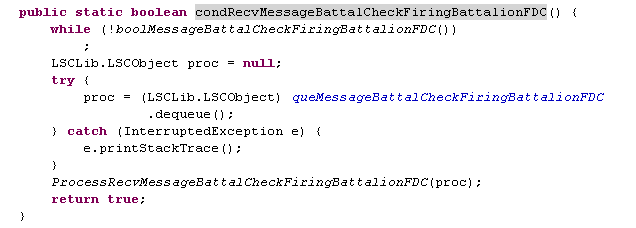 public static boolean condRecvMessageBattalCheckFiringBattalionFDC() {
while (!boolMessageBattalCheckFiringBattalionFDC())
;
LSCLib.LSCObject proc = null;
try {
proc = (LSCLib.LSCObject) queMessageBattalCheckFiringBattalionFDC
.dequeue();
} catch (InterruptedException e) {
e.printStackTrace();
}
ProcessRecvMessageBattalCheckFiringBattalionFDC(proc);
return true;
}